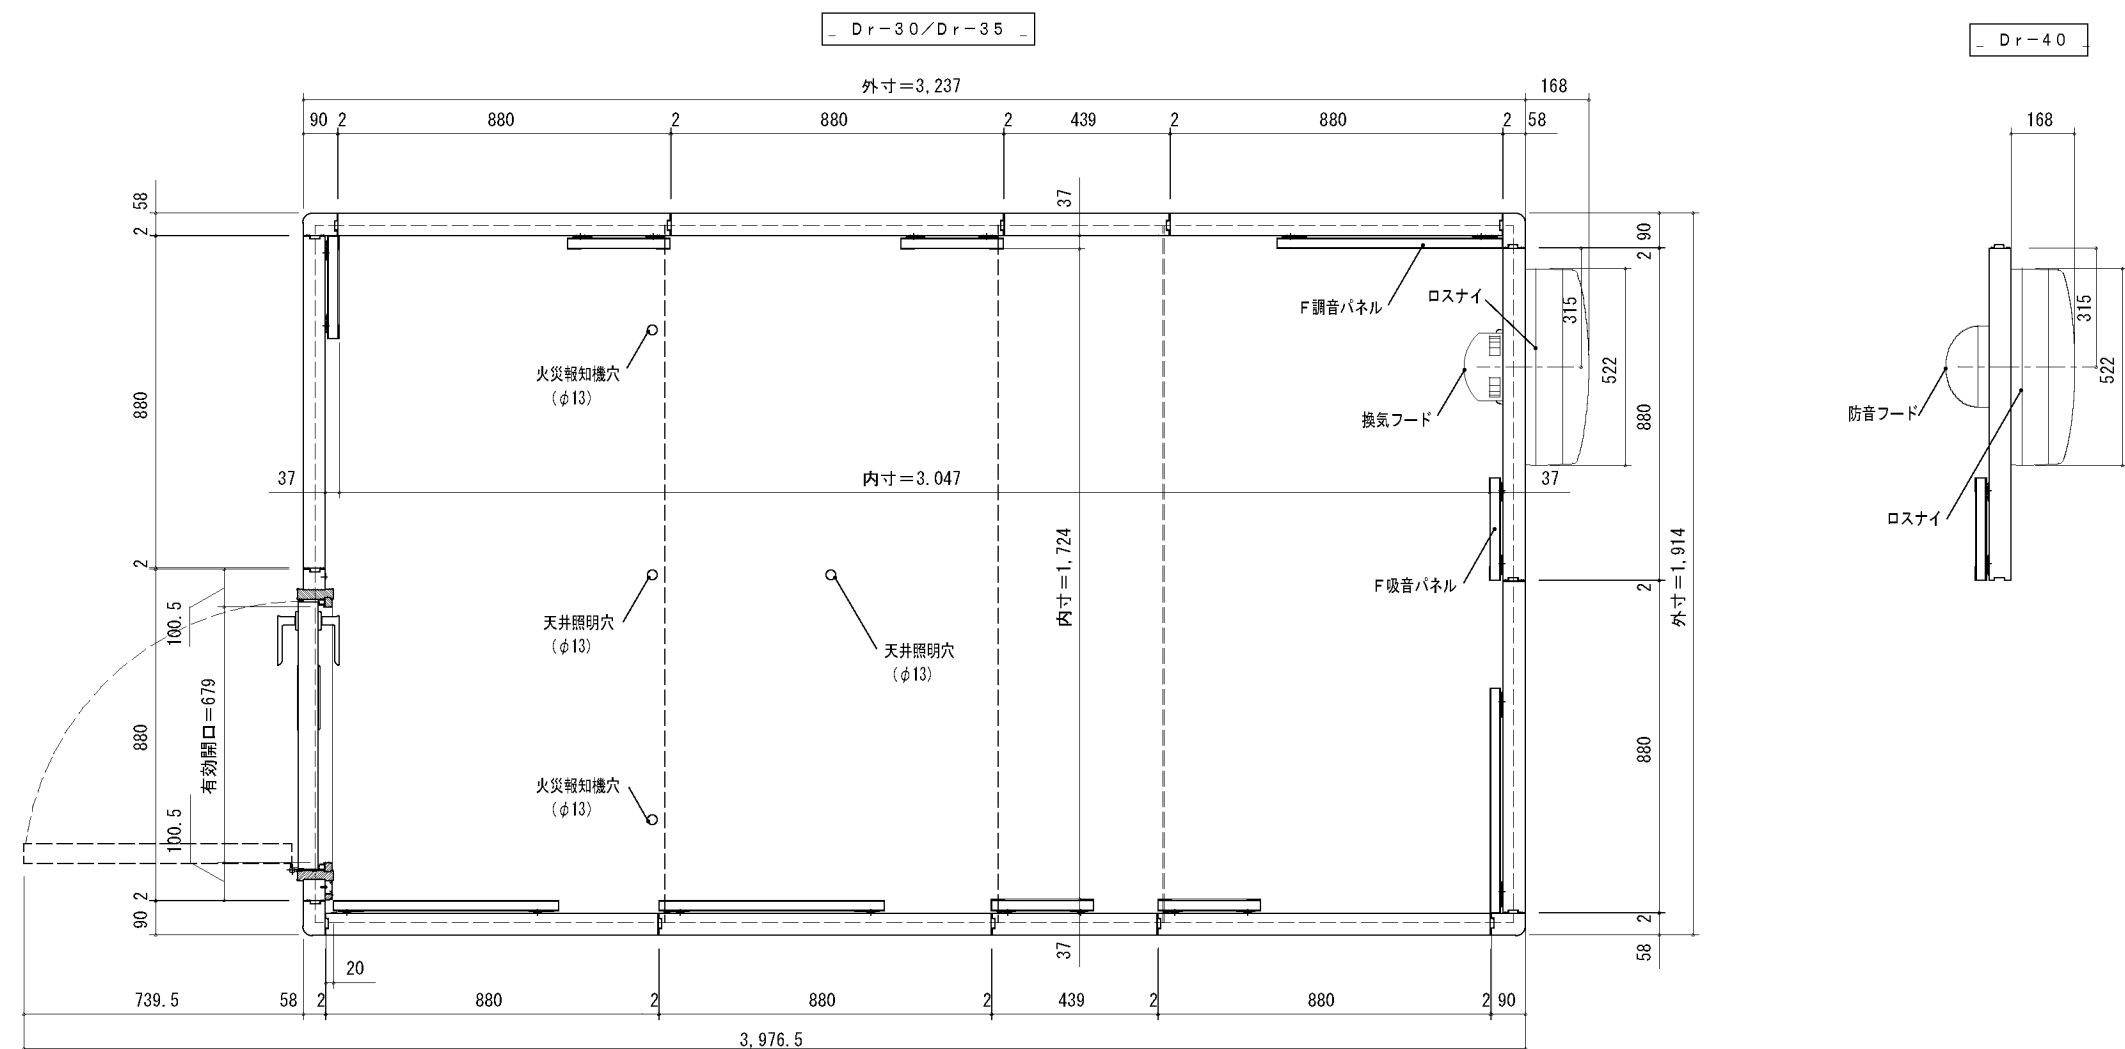 Dr-30/Dr-35
Dr-40
外寸=3,237
168
90
2
880
2
880
2
439
2
880
2
58
168
58
2
37
90
2
F調音パネル
ロスナイ
315
522
315
522
火災報知機穴
(φ13)
換気フード
防音フード
880
880
37
内寸=3.047
37
ロスナイ
内寸=1,724
外寸=1,914
F吸音パネル
2
2
100.5
天井照明穴
(φ13)
天井照明穴
(φ13)
有効開口=679
880
880
火災報知機穴
(φ13)
100.5
2
90
2
58
37
20
739.5
58
2
880
2
880
2
439
2
880
2
90
3,976.5